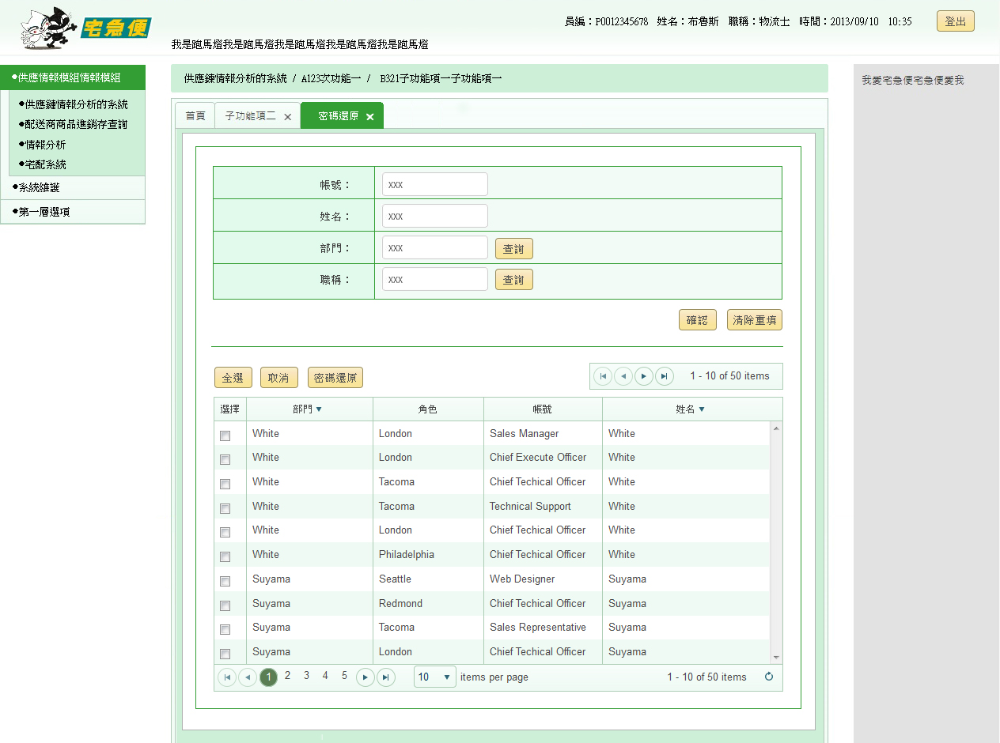 宅急便
員編：P0012345678 姓名：布魯斯 職稱：物流士 時間：2013/09/10 10:35
登出
我是跑馬燈我是跑馬燈我是跑馬燈我是跑馬燈我是跑馬燈
供應情報模組情報模組
供應鏈情報分析的系統
配送商商品進銷存查詢
情報分析
宅配系統
系統維護
第一層選項
供應鍊情報分析的系統 / A123次功能一 / B321子功能項一子功能項一
我愛宅急便宅急便愛我
首頁 子功能項二 密碼還原
帳號： xxx
姓名： xxx
部門： xxx 查詢
職稱： xxx 查詢
確認 清除重填
全選 取消 密碼還原 1 - 10 of 50 items
選擇 部門 角色 帳號 姓名
White London Sales Manager White
White London Chief Execute Officer White
White Tacoma Chief Techical Officer White
White Tacoma Technical Support White
White London Chief Techical Officer White
White Philadelphia Chief Techical Officer White
Suyama Seattle Web Designer Suyama
Suyama Redmond Chief Techical Officer Suyama
Suyama Tacoma Sales Representative Suyama
Suyama London Chief Techical Officer Suyama
1 2 3 4 5 10 items per page 1 - 10 of 50 items